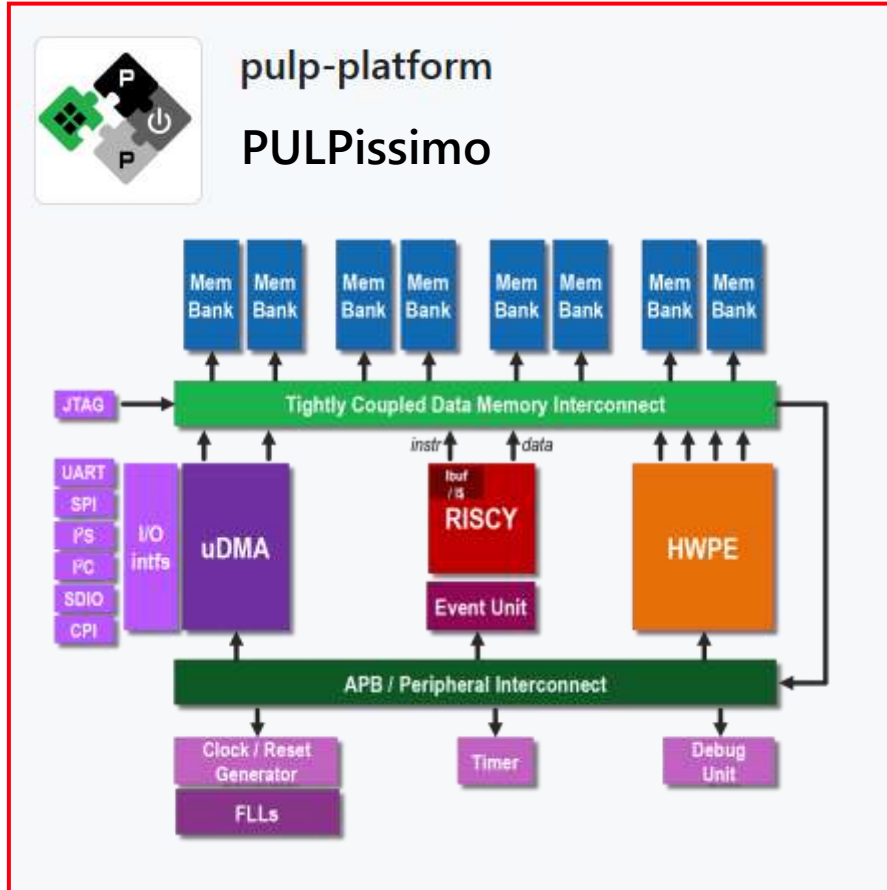 P
P
pulp-platform
PULPissimo
Mem Bank
Mem Bank
Mem Bank
Mem Bank
Mem Bank
Mem Bank
Mem Bank
Mem Bank
JTAG
Tightly Coupled Data Memory Interconnect
instr
data
UART
SPI
I²S
I²C
SDIO
CPI
I/O
intfs
uDMA
Ibuf
/ I$
RISCY
Event Unit
HWPE
APB / Peripheral Interconnect
Clock / Reset
Generator
FLLs
Timer
Debug
Unit